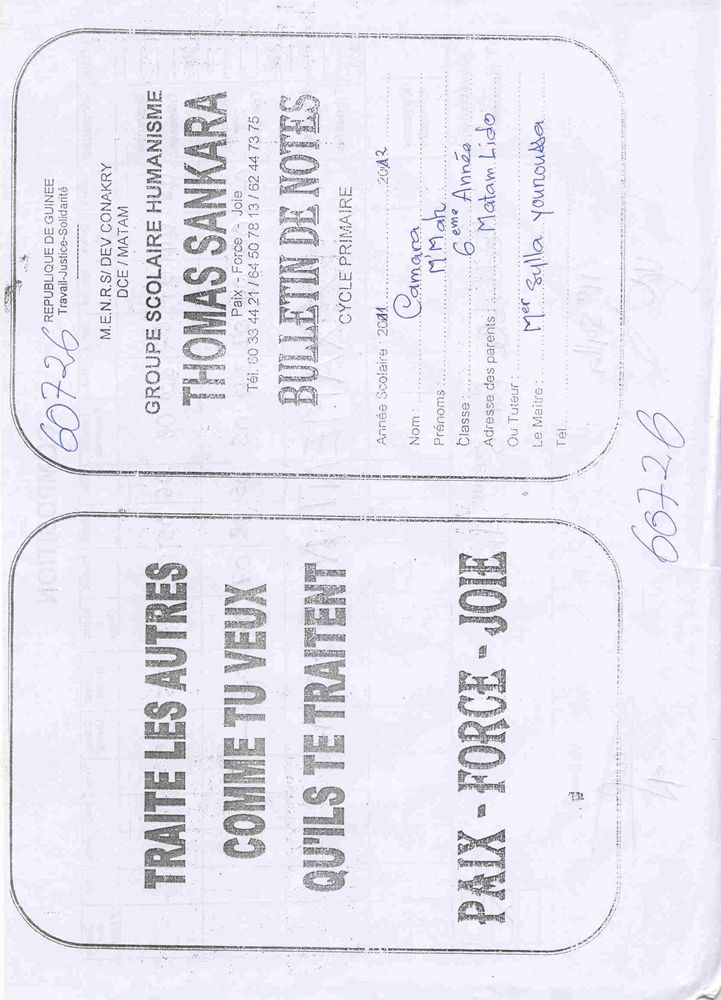 TRAITE LES AUTRES
COMME TU VEUX
QU'ILS TE TRAITENT
PAIX - FORCE - JOIE
60726
REPUBLIQUE DE GUINEE
Travail-Justice-Solidarité
M.E.N.R.S/ DEV CONAKRY
DCE / MATAM
GROUPE SCOLAIRE HUMANISME
THOMAS SANKARA
Paix - Force - Joie
Tél. 60 33 44 21 / 64 50 78 13 / 62 44 73 75
BULLETIN DE NOTES
CYCLE PRIMAIRE
Année Scolaire : 2011 2012
Nom : Camara
Prénoms : M'Mah
Classe : 6ème Année
Adresse des parents : Matam Lido
Ou Tuteur :
Le Maitre : Mer Sylla Younoussa
Tél.
60726